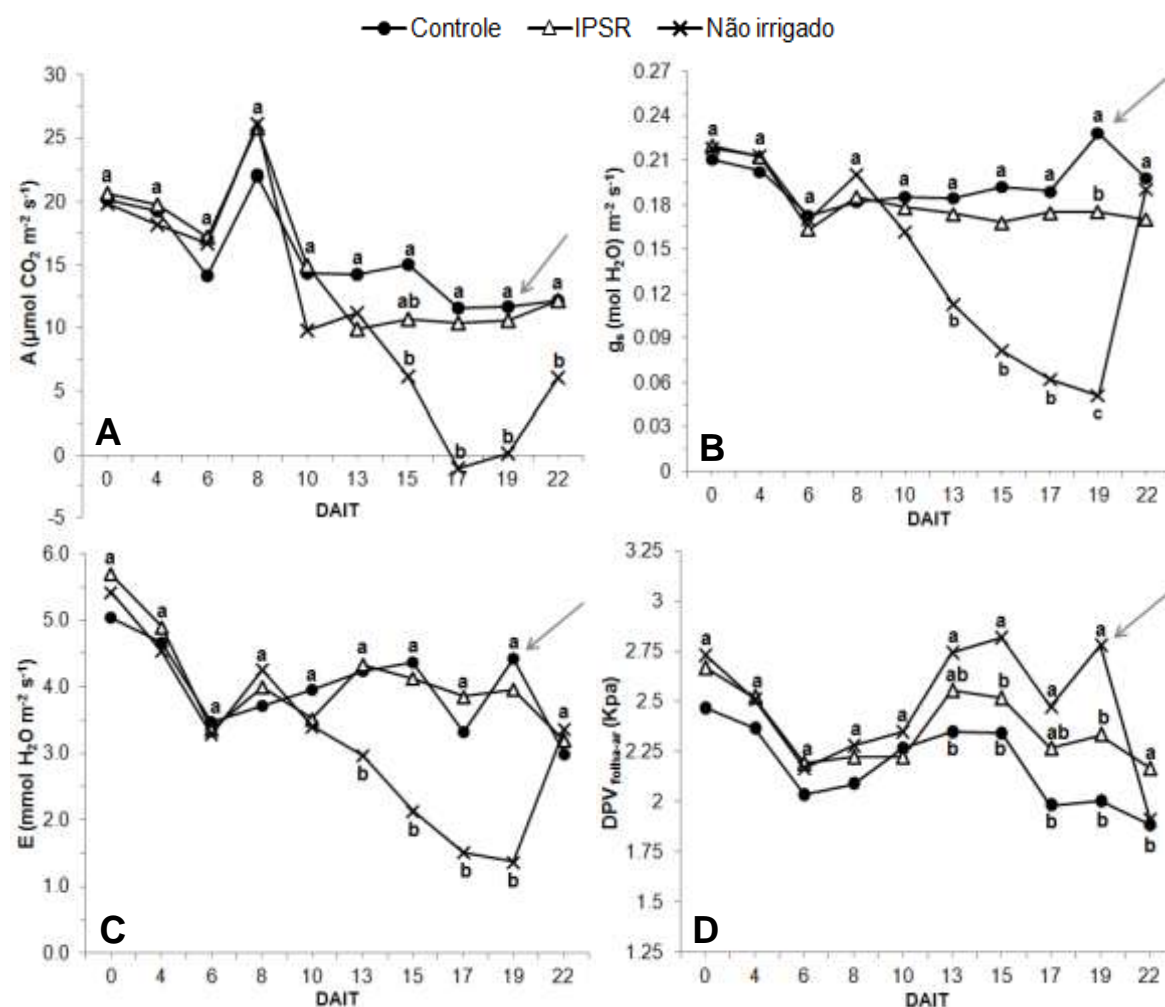 Controle IPSR Não irrigado
A (µmol CO₂ m⁻² s⁻¹)
30
25
20
15
10
5
0
-5
a a a a a a a a a a
ab
b b b b
A
0 4 6 8 10 13 15 17 19 22
DAIT
gₛ (mol H₂O) m⁻² s⁻¹)
0.27
0.24
0.21
0.18
0.15
0.12
0.09
0.06
0.03
0
a a a a a a a a a a
b
b b b c
B
0 4 6 8 10 13 15 17 19 22
DAIT
E (mmol H₂O m⁻² s⁻¹)
6.0
5.0
4.0
3.0
2.0
1.0
0.0
a a a a a a a a a a
b b b b
C
0 4 6 8 10 13 15 17 19 22
DAIT
DPV folha-ar (Kpa)
3.25
3
2.75
2.5
2.25
2
1.75
1.5
1.25
a a a a a a a a a a
ab b ab b
b b b b b
D
0 4 6 8 10 13 15 17 19 22
DAIT